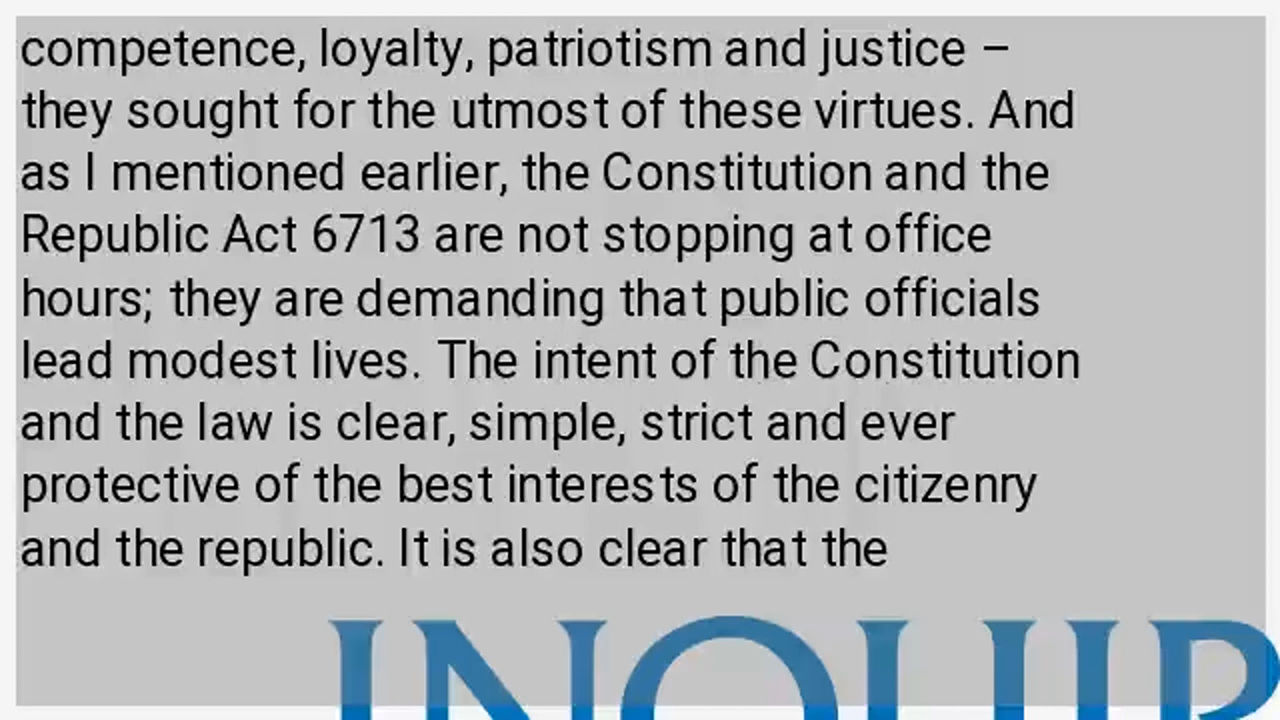 competence, loyalty, patriotism and justice –
they sought for the utmost of these virtues. And
as I mentioned earlier, the Constitution and the
Republic Act 6713 are not stopping at office
hours; they are demanding that public officials
lead modest lives. The intent of the Constitution
and the law is clear, simple, strict and ever
protective of the best interests of the citizenry
and the republic. It is also clear that the
INQUIR